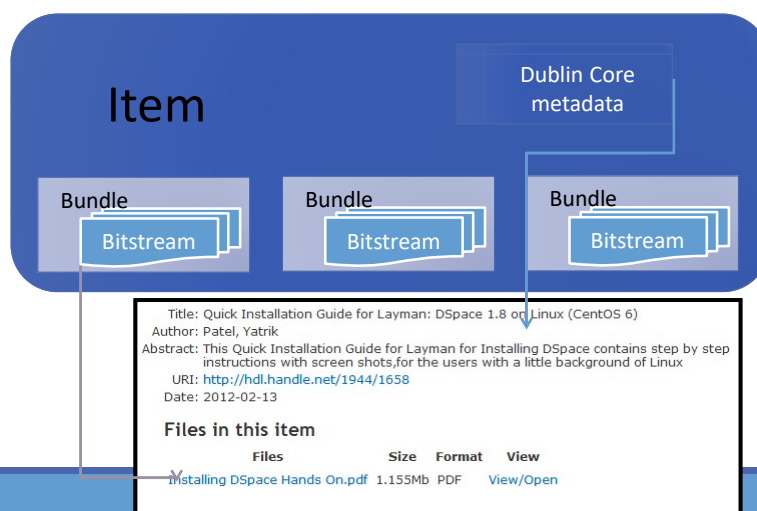 Item
Dublin Core
metadata
Bundle
Bitstream
Bundle
Bitstream
Bundle
Bitstream
Title: Quick Installation Guide for Layman: DSpace 1.8 on Linux (CentOS 6)
Author: Patel, Yatrik
Abstract: This Quick Installation Guide for Layman for Installing DSpace contains step by step
instructions with screen shots,for the users with a little background of Linux
URI: http://hdl.handle.net/1944/1658
Date: 2012-02-13
Files in this item
Files Size Format View
Installing DSpace Hands On.pdf 1.155Mb PDF View/Open